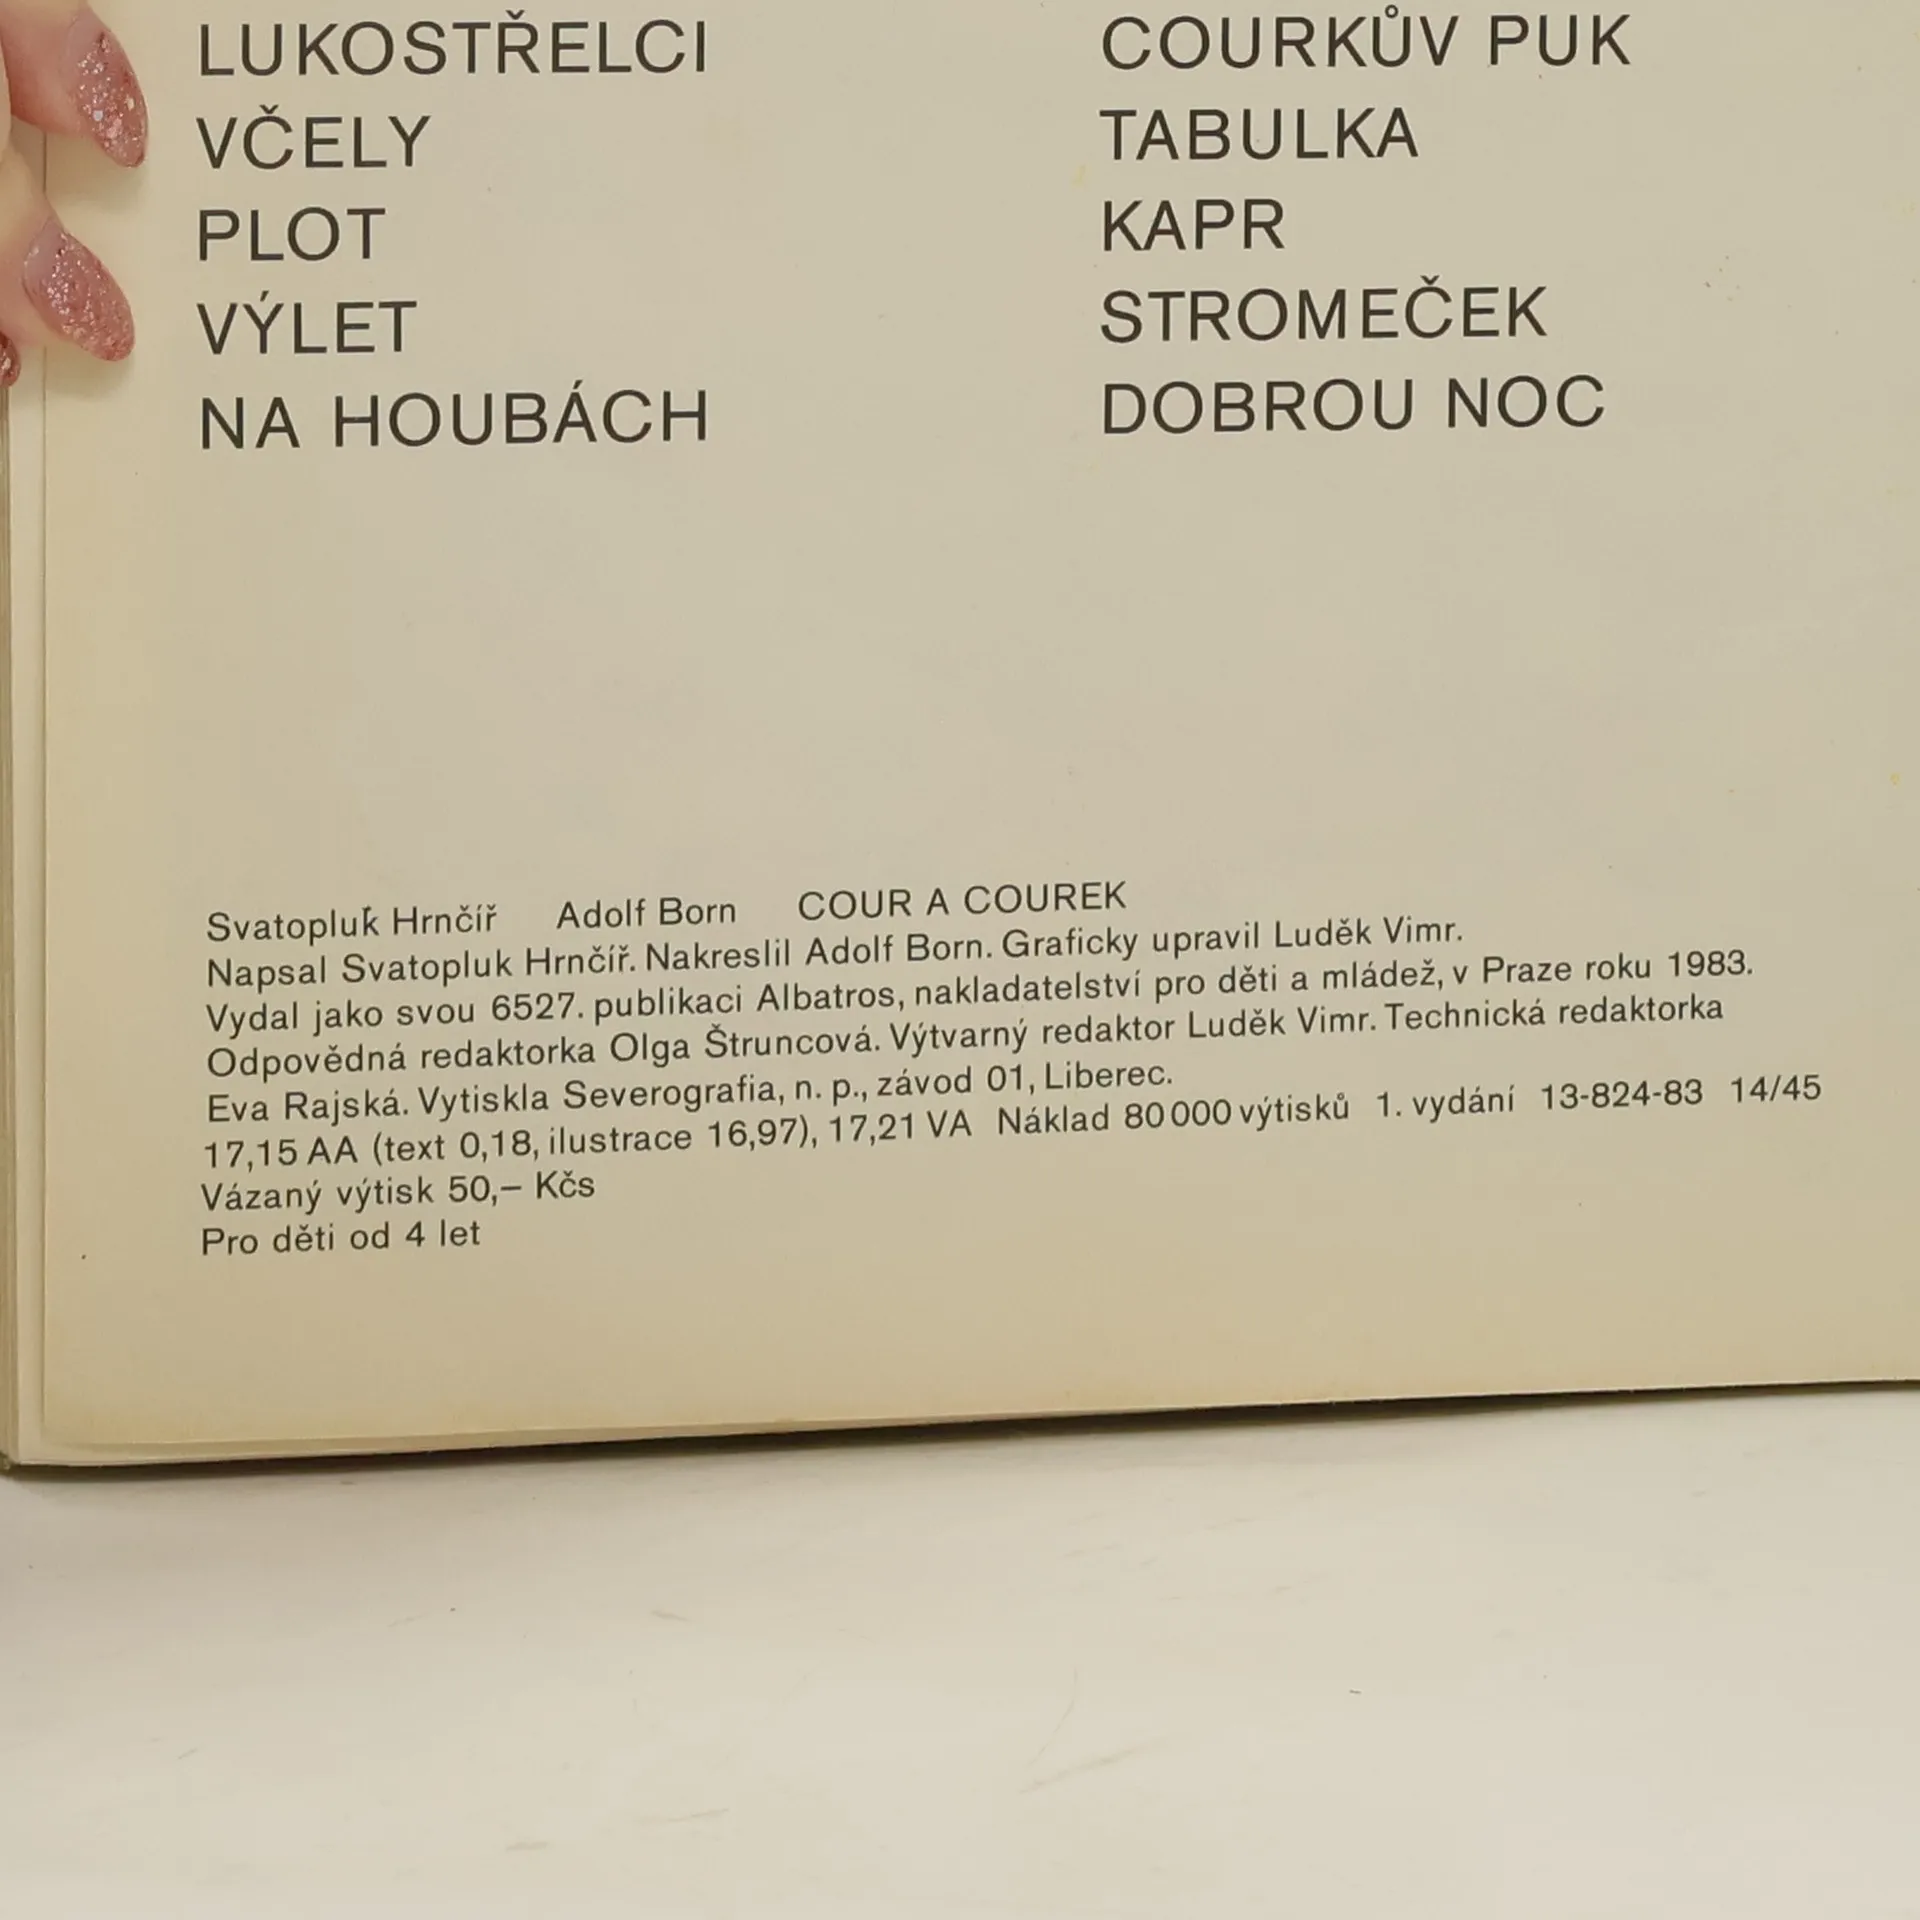 LUKOSTŘELCI
VČELY
PLOT
VÝLET
NA HOUBÁCH
COURKŮV PUK
TABULKA
KAPR
STROMEČEK
DOBROU NOC
Svatopluk Hrnčíř Adolf Born COUR A COUREK
Napsal Svatopluk Hrnčíř. Nakreslil Adolf Born. Graficky upravil Luděk Vimr.
Vydal jako svou 6527. publikaci Albatros, nakladatelství pro děti a mládež, v Praze roku 1983.
Odpovědná redaktorka Olga Štruncová. Výtvarný redaktor Luděk Vimr. Technická redaktorka
Eva Rajská. Vytiskla Severografia, n. p., závod 01, Liberec.
17,15 AA (text 0,18, ilustrace 16,97), 17,21 VA Náklad 80 000 výtisků 1. vydání 13-824-83 14/45
Vázaný výtisk 50,– Kčs
Pro děti od 4 let